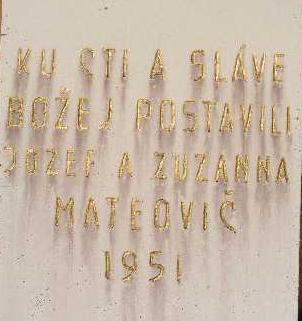 KU CTI A SLÁVE
BOŽEJ POSTAVILI
JOZEF A ZUZANNA
MATEOVIČ
1951